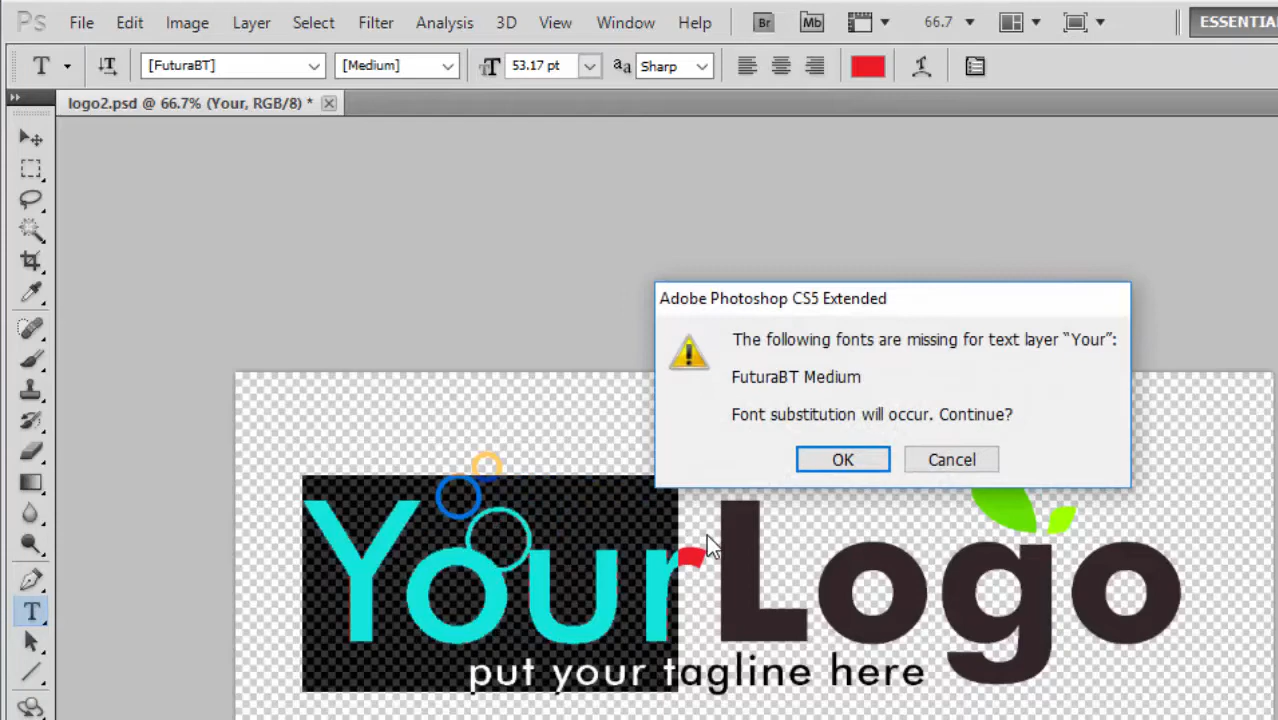 Ps File Edit Image Layer Select Filter Analysis 3D View Window Help Br Mb 66.7 ESSENTIA
T [FuturaBT] [Medium] T 53.17 pt aa Sharp
logo2.psd @ 66.7% (Your, RGB/8) *
Adobe Photoshop CS5 Extended
The following fonts are missing for text layer “Your”:
FuturaBT Medium
Font substitution will occur. Continue?
OK Cancel
Your Logo
put your tagline here
T